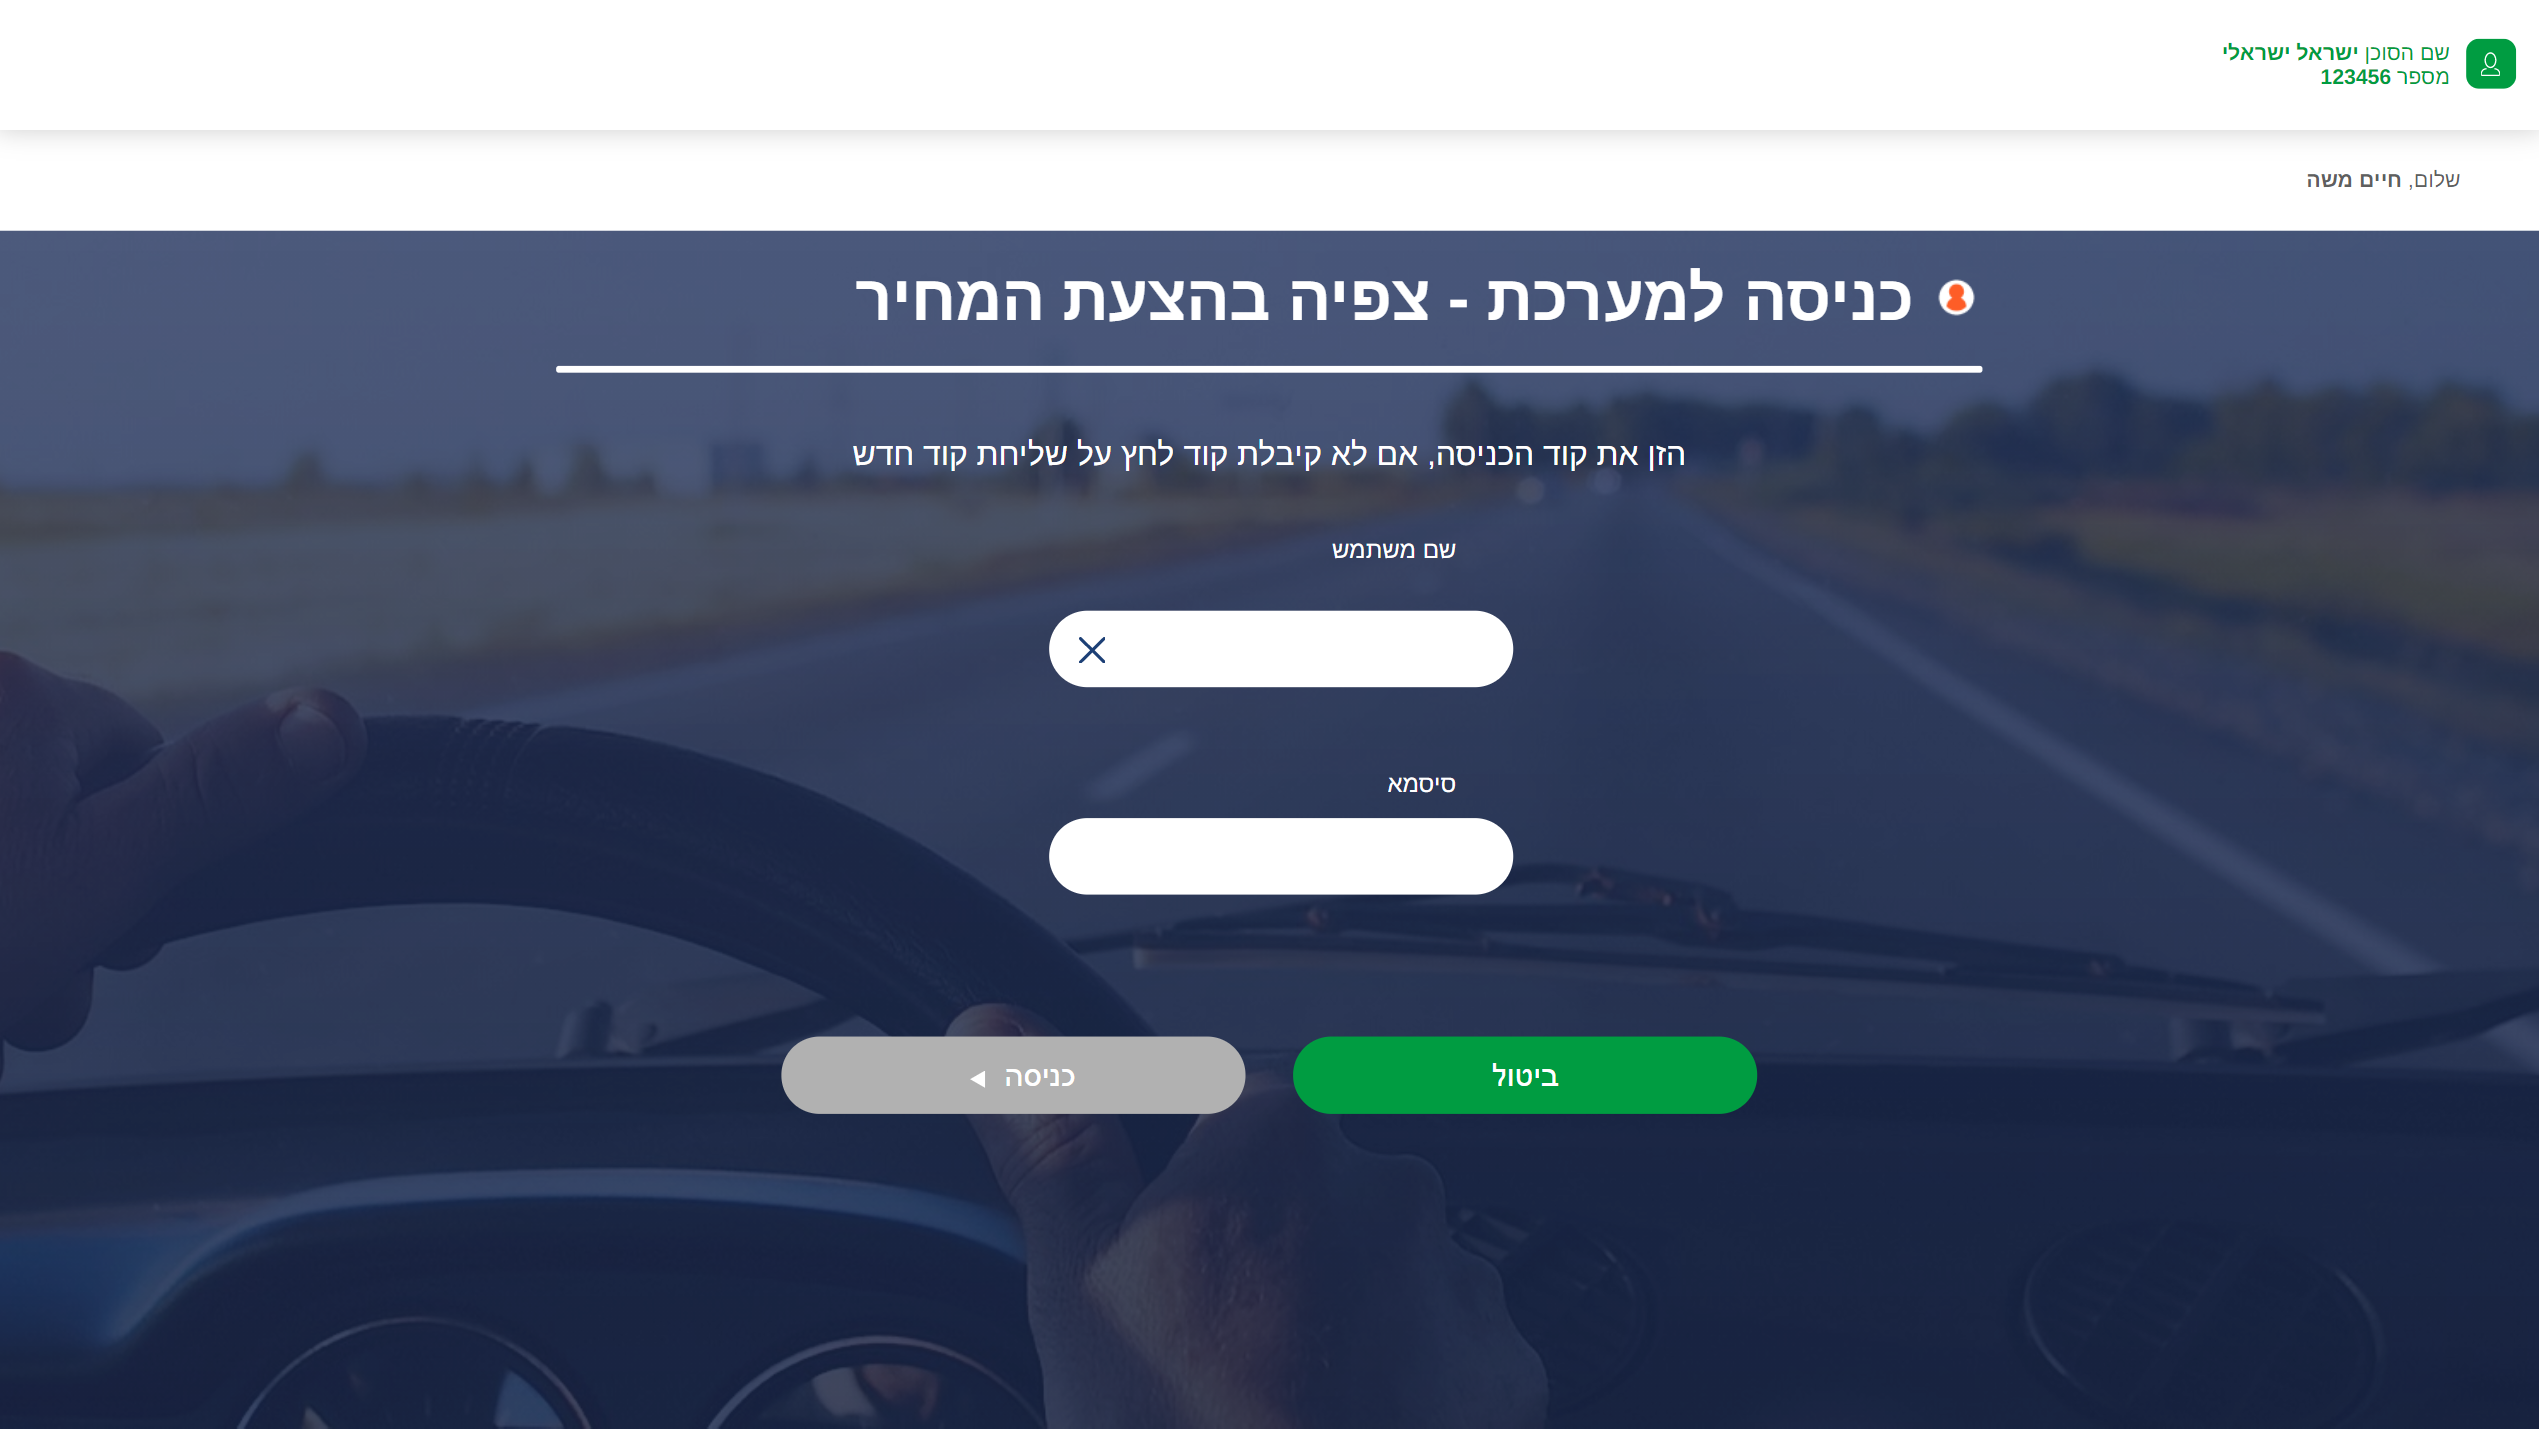 שם הסוכן ישראל ישראלי
מספר 123456
שלום, חיים משה
כניסה למערכת - צפיה בהצעת המחיר
הזן את קוד הכניסה, אם לא קיבלת קוד לחץ על שליחת קוד חדש
שם משתמש
סיסמא
ביטול
כניסה